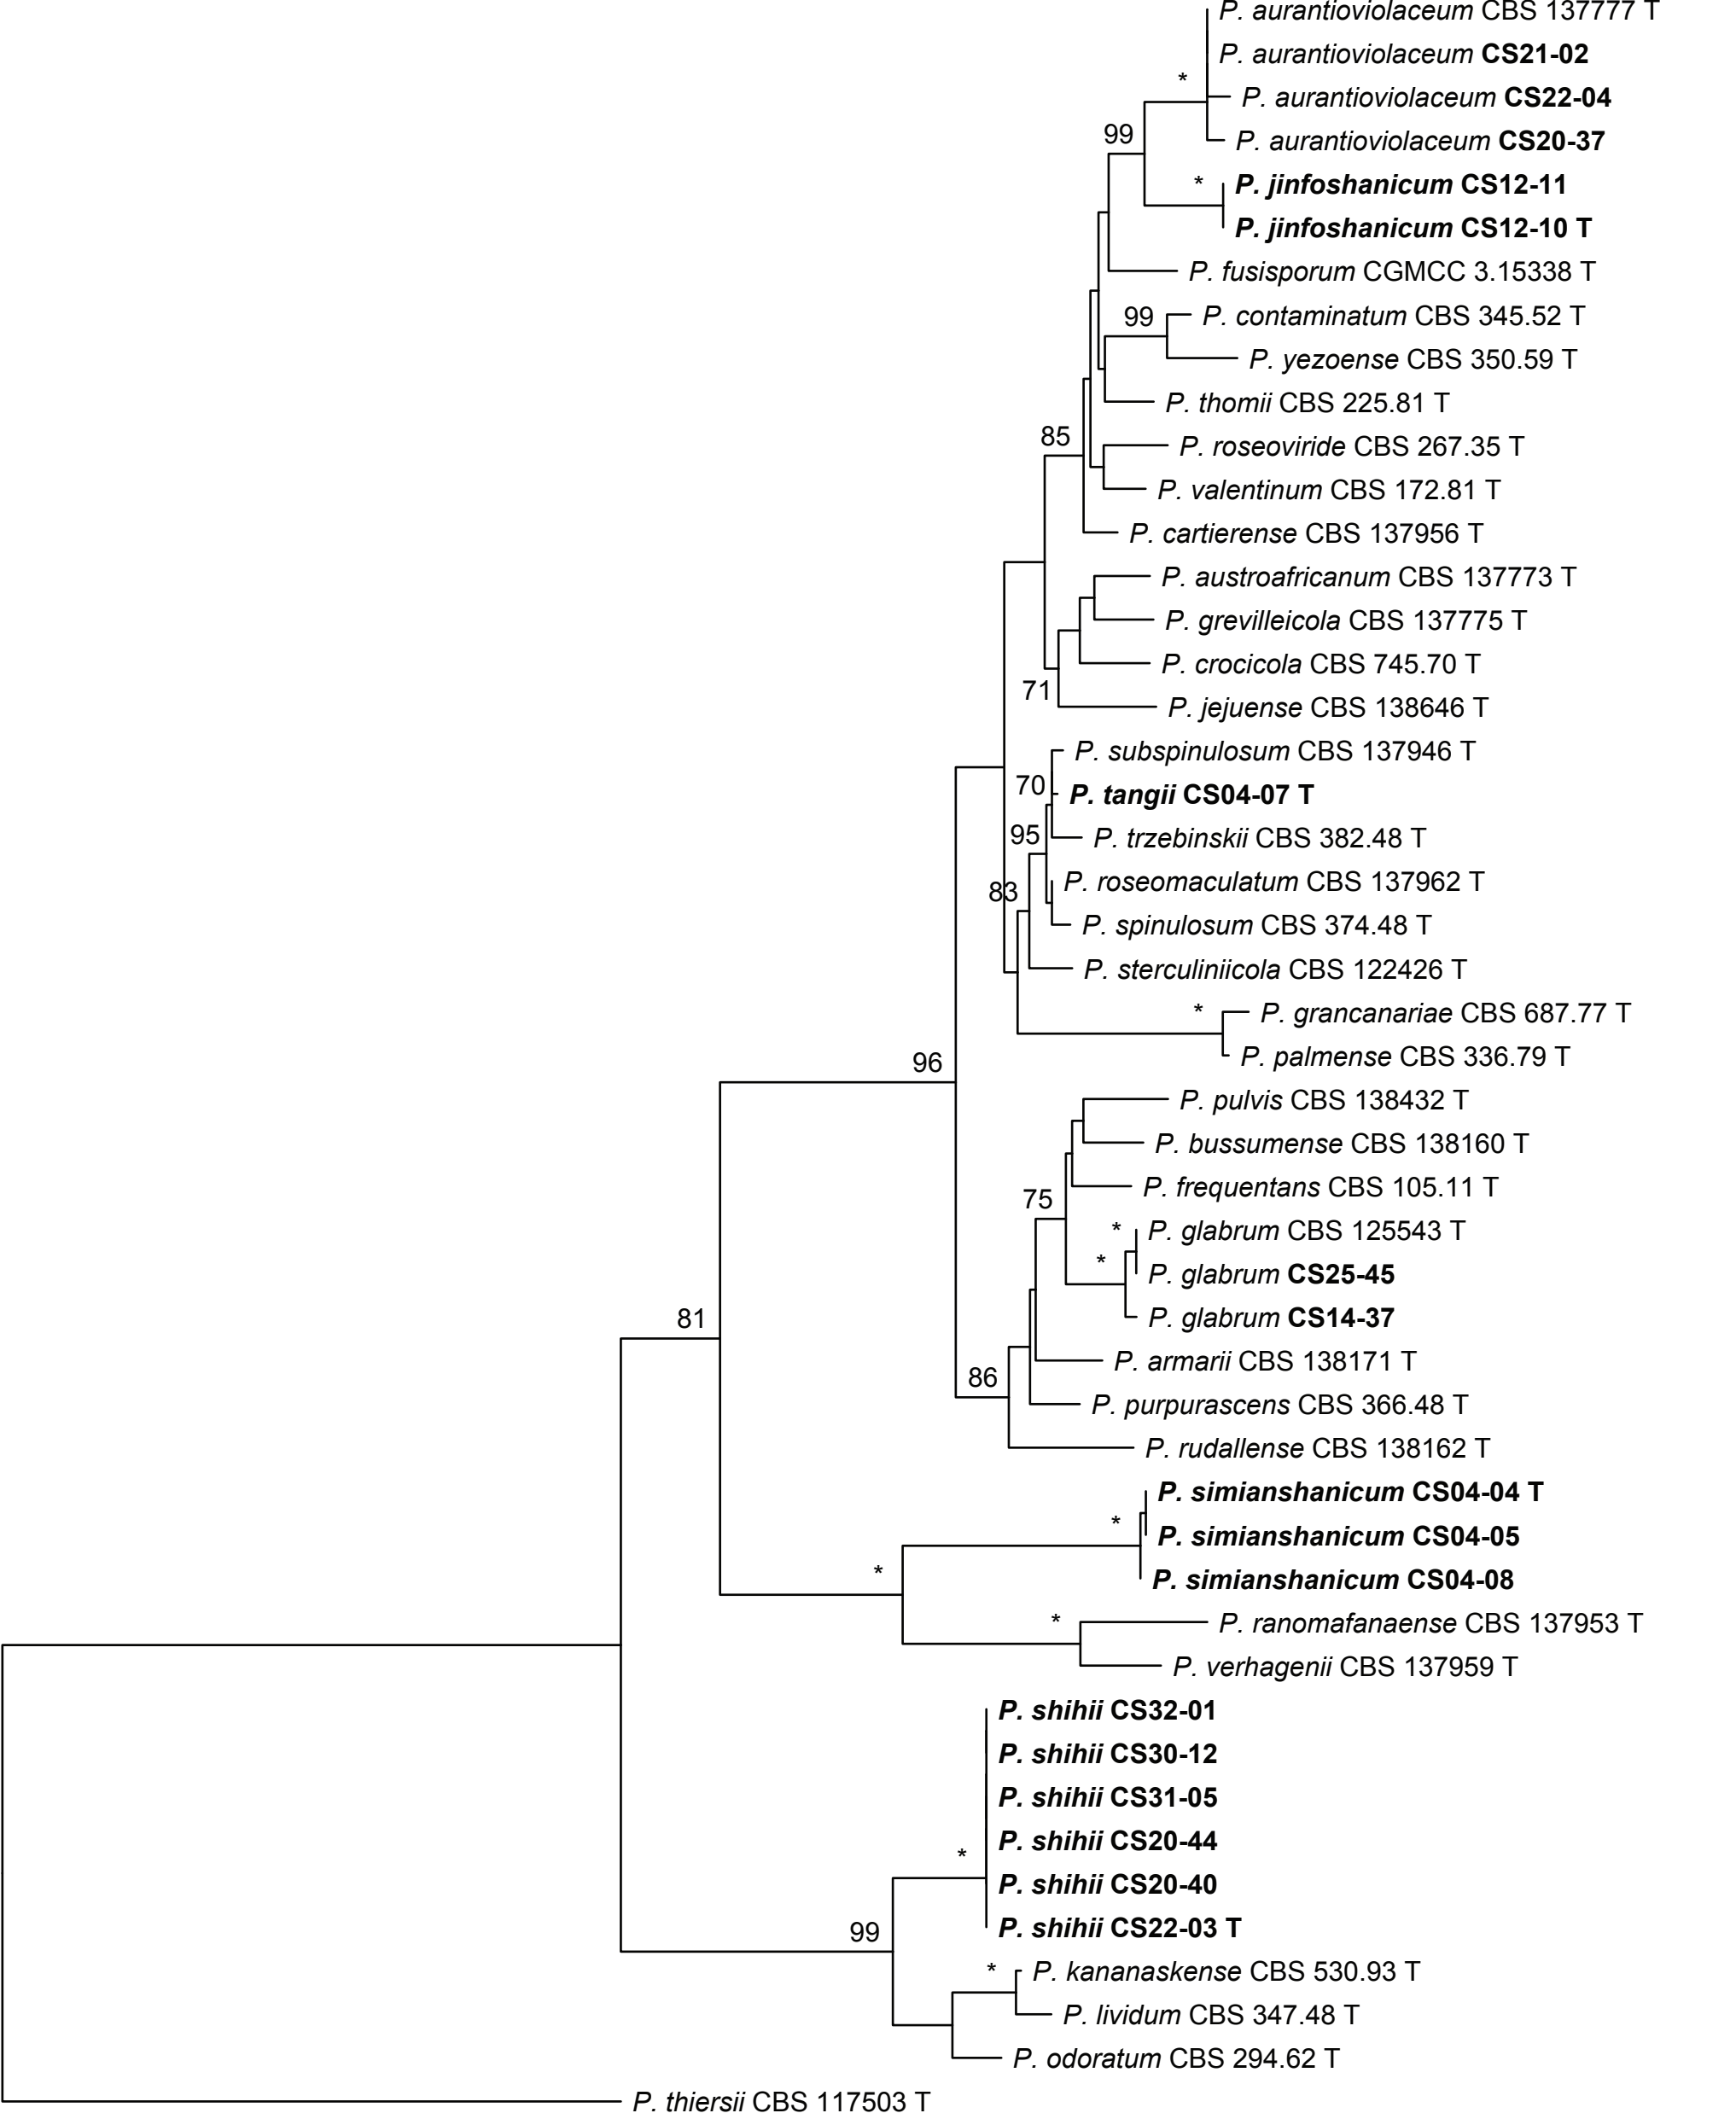 P. aurantioviolaceum CBS 137777 T
P. aurantioviolaceum CS21-02
*
P. aurantioviolaceum CS22-04
99
P. aurantioviolaceum CS20-37
*
P. jinfoshanicum CS12-11
P. jinfoshanicum CS12-10 T
P. fusisporum CGMCC 3.15338 T
99
P. contaminatum CBS 345.52 T
P. yezoense CBS 350.59 T
P. thomii CBS 225.81 T
85
P. roseoviride CBS 267.35 T
P. valentinum CBS 172.81 T
P. cartierense CBS 137956 T
P. austroafricanum CBS 137773 T
P. grevilleicola CBS 137775 T
P. crocicola CBS 745.70 T
71
P. jejuense CBS 138646 T
P. subspinulosum CBS 137946 T
70
P. tangii CS04-07 T
95
P. trzebinskii CBS 382.48 T
83
P. roseomaculatum CBS 137962 T
P. spinulosum CBS 374.48 T
P. sterculiniicola CBS 122426 T
*
P. grancanariae CBS 687.77 T
P. palmense CBS 336.79 T
96
P. pulvis CBS 138432 T
P. bussumense CBS 138160 T
P. frequentans CBS 105.11 T
75
*
P. glabrum CBS 125543 T
*
P. glabrum CS25-45
P. glabrum CS14-37
81
P. armarii CBS 138171 T
86
P. purpurascens CBS 366.48 T
P. rudallense CBS 138162 T
P. simianshanicum CS04-04 T
*
P. simianshanicum CS04-05
*
P. simianshanicum CS04-08
*
P. ranomafanaense CBS 137953 T
P. verhagenii CBS 137959 T
P. shihii CS32-01
P. shihii CS30-12
P. shihii CS31-05
P. shihii CS20-44
*
P. shihii CS20-40
P. shihii CS22-03 T
99
*
P. kananaskense CBS 530.93 T
P. lividum CBS 347.48 T
P. odoratum CBS 294.62 T
P. thiersii CBS 117503 T